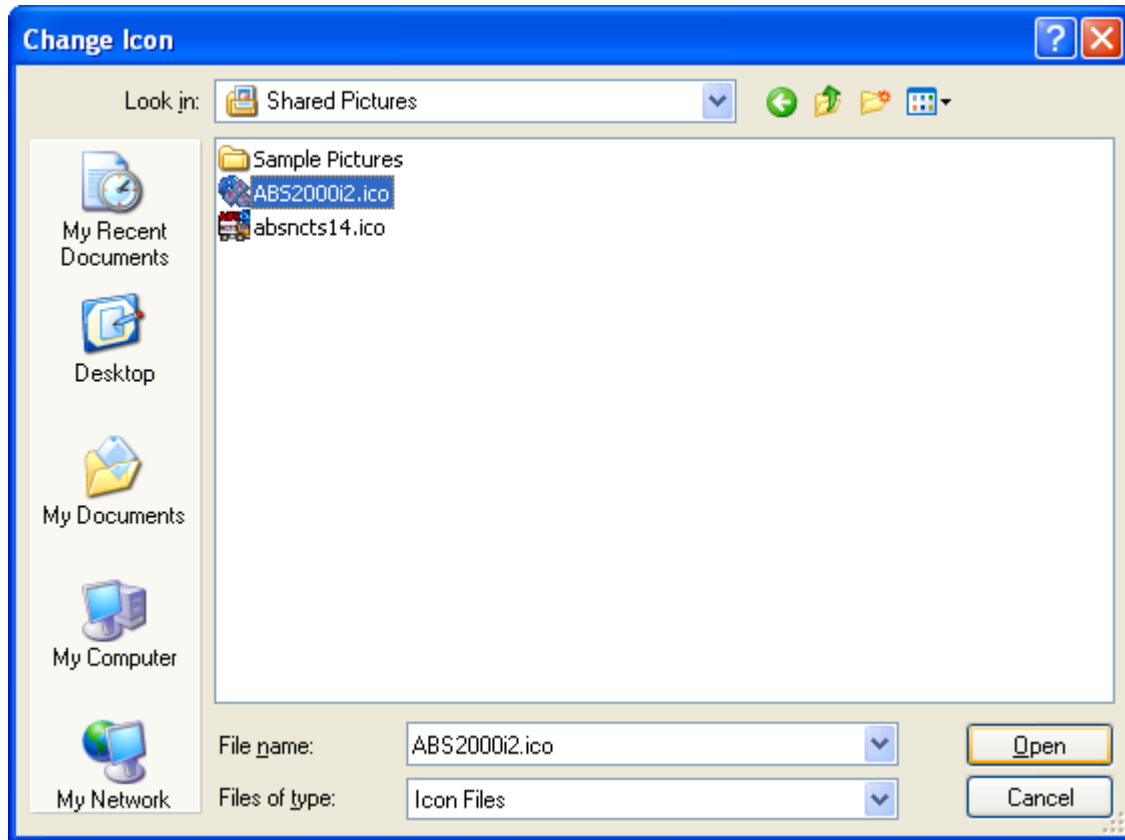 Change Icon
Look in:
Shared Pictures
Sample Pictures
ABS2000i2.ico
absncts14.ico
My Recent
Documents
Desktop
My Documents
My Computer
My Network
File name:
ABS2000i2.ico
Open
Files of type:
Icon Files
Cancel